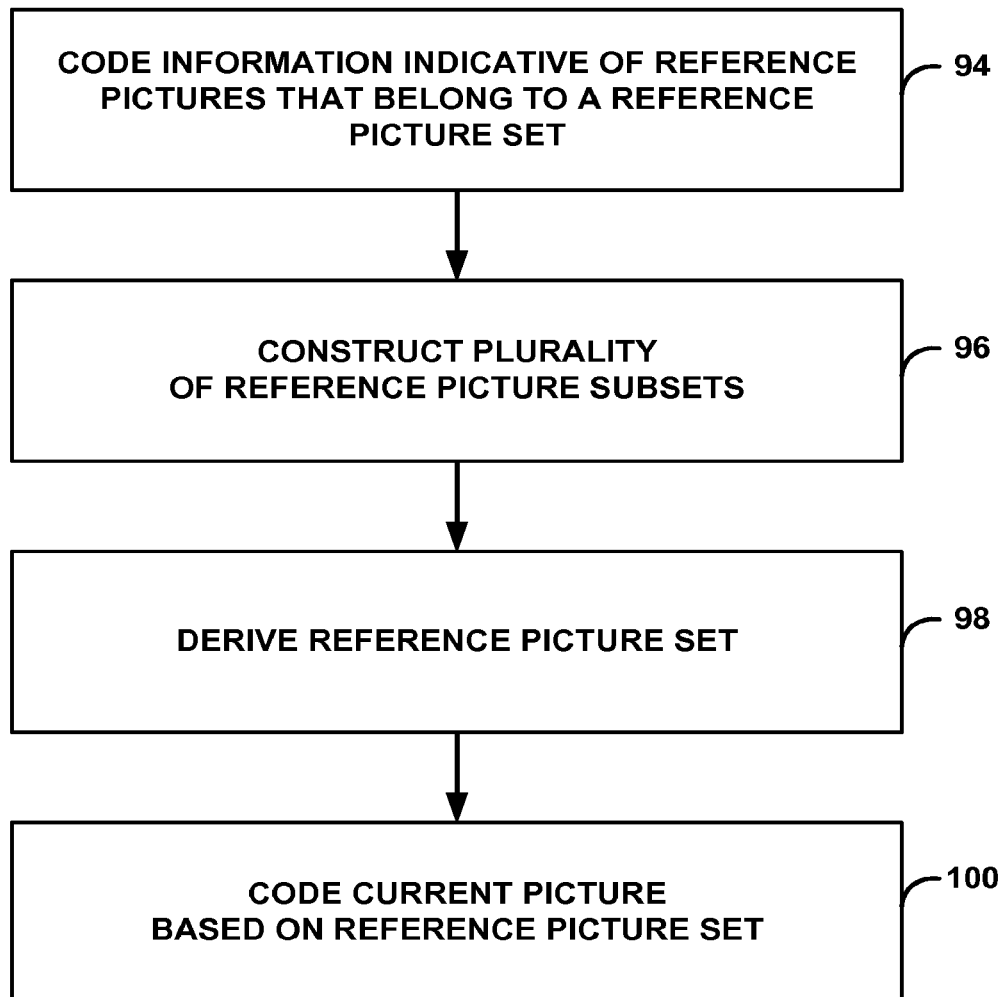 CODE INFORMATION INDICATIVE OF REFERENCE
PICTURES THAT BELONG TO A REFERENCE
PICTURE SET
94
CONSTRUCT PLURALITY
OF REFERENCE PICTURE SUBSETS
96
DERIVE REFERENCE PICTURE SET
98
CODE CURRENT PICTURE
BASED ON REFERENCE PICTURE SET
100